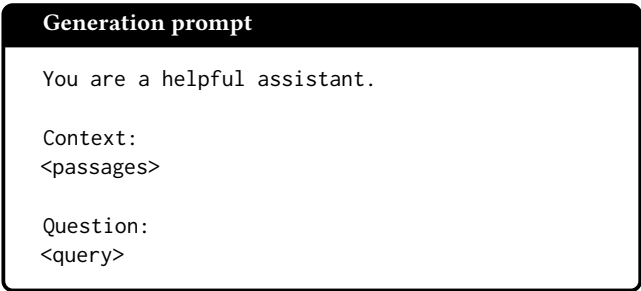 Generation prompt
You are a helpful assistant.
Context:
<passages>
Question:
<query>